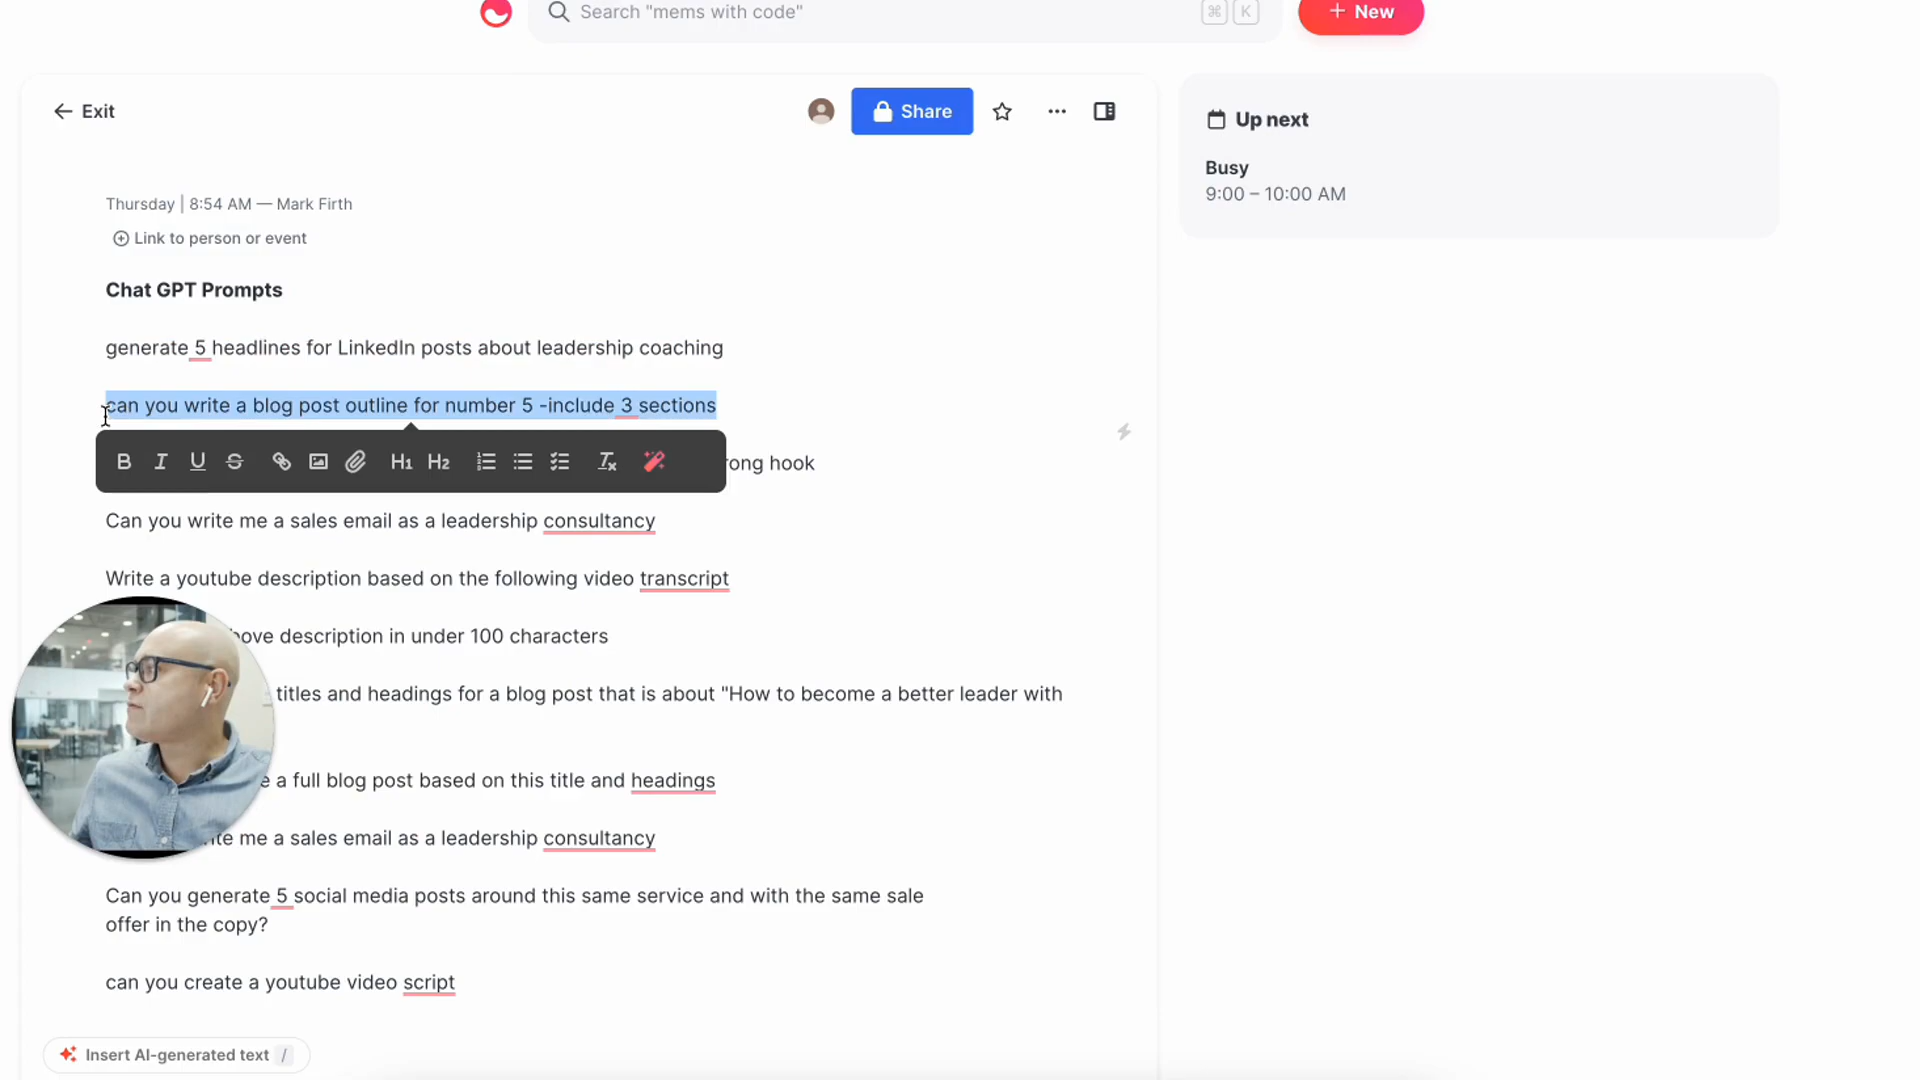 Search "mems with code"
⌘ K
+ New
Exit
Share
Up next
Busy
9:00 – 10:00 AM
Thursday | 8:54 AM — Mark Firth
Link to person or event
Chat GPT Prompts
generate 5 headlines for LinkedIn posts about leadership coaching
can you write a blog post outline for number 5 -include 3 sections
B I U S H1 H2 Tx
hook
Can you write me a sales email as a leadership consultancy
Write a youtube description based on the following video transcript
description in under 100 characters
titles and headings for a blog post that is about "How to become a better leader with
a full blog post based on this title and headings
me a sales email as a leadership consultancy
Can you generate 5 social media posts around this same service and with the same sale
offer in the copy?
can you create a youtube video script
Insert AI-generated text /